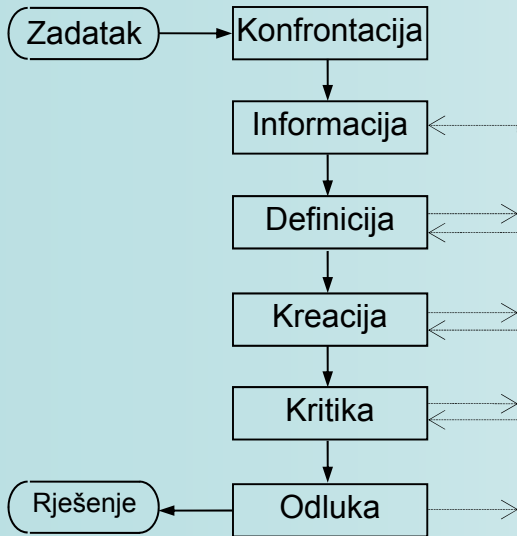 Zadatak
Konfrontacija
Informacija
Definicija
Kreacija
Kritika
Rješenje
Odluka